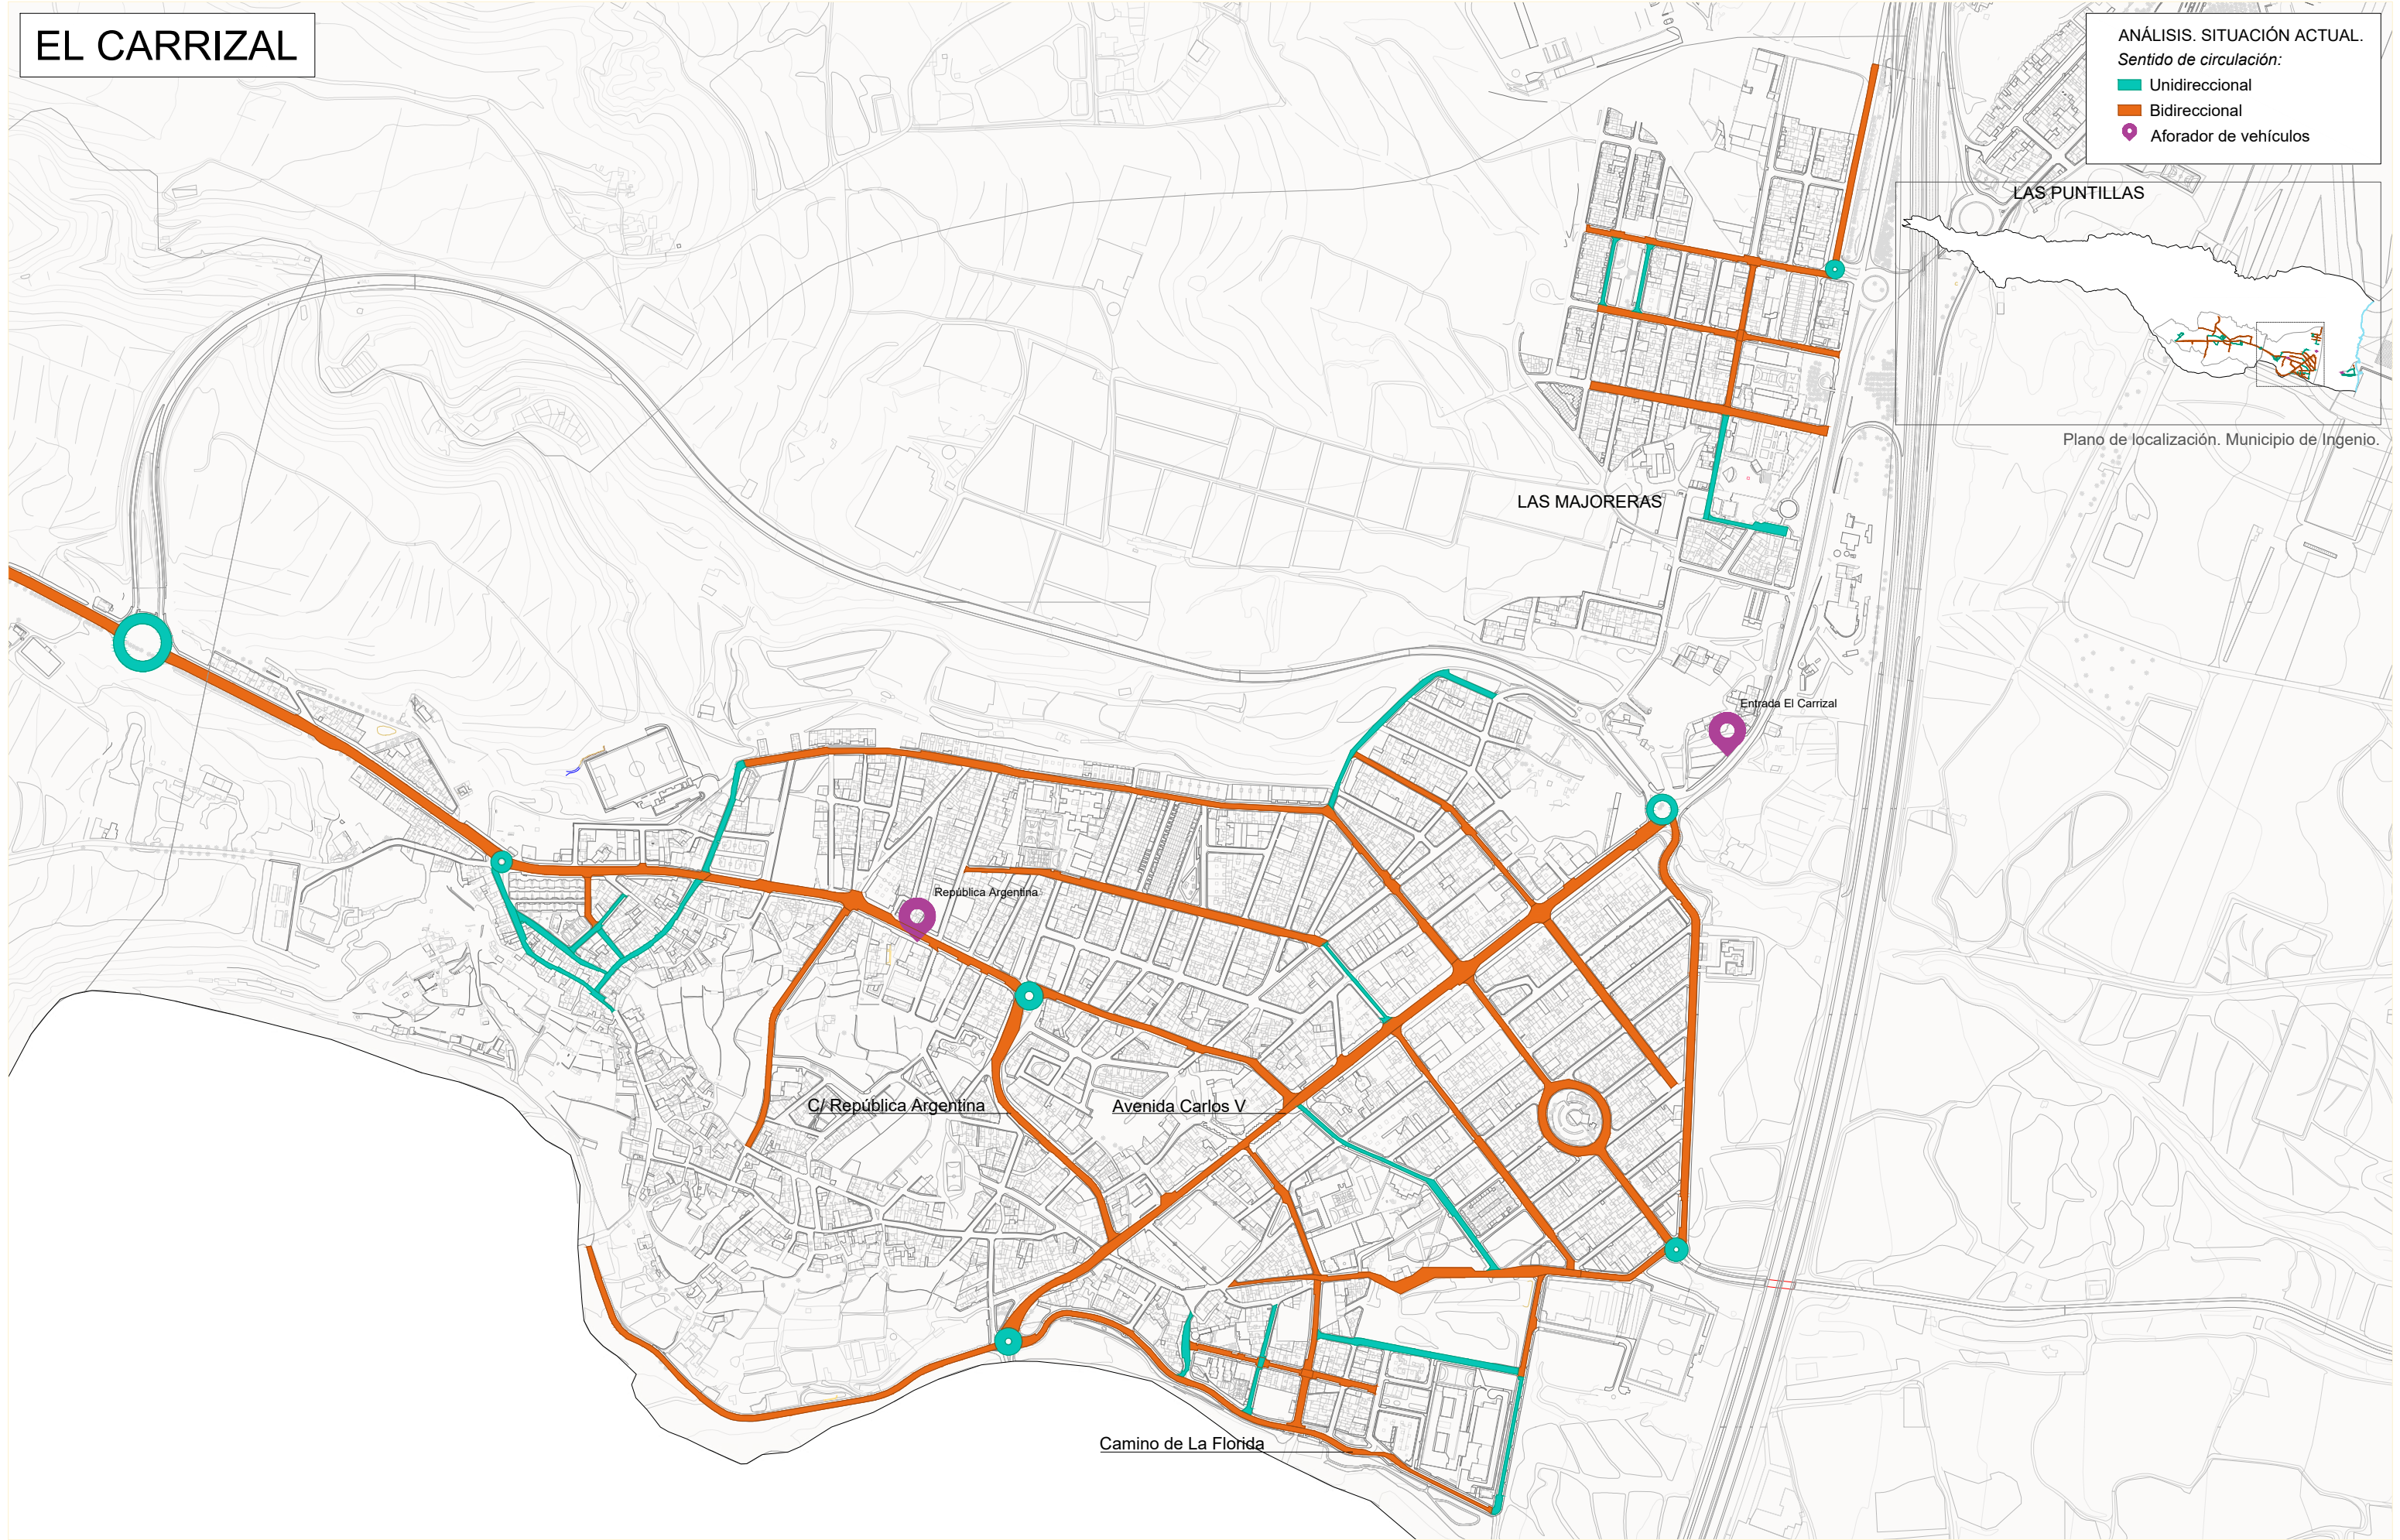 EL CARRIZAL
ANÁLISIS. SITUACIÓN ACTUAL.
Sentido de circulación:
Unidireccional
Bidireccional
Aforador de vehículos
LAS PUNTILLAS
Plano de localización. Municipio de Ingenio.
LAS MAJORERAS
Entrada El Carrizal
República Argentina
C/ República Argentina
Avenida Carlos V
Camino de La Florida